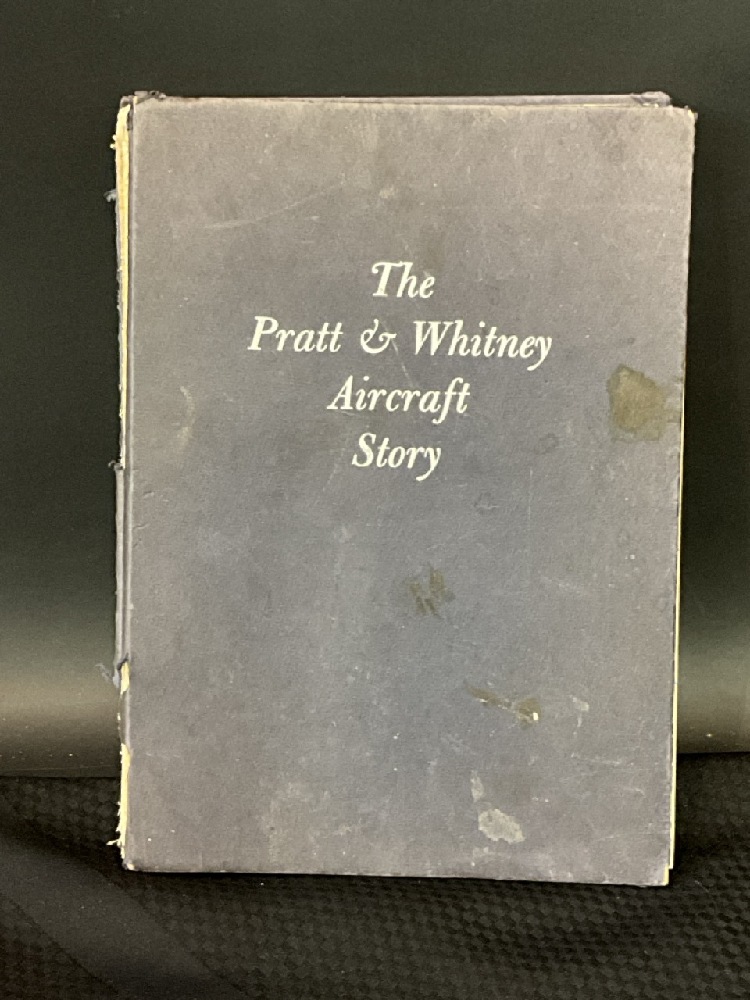 The
Pratt & Whitney
Aircraft
Story